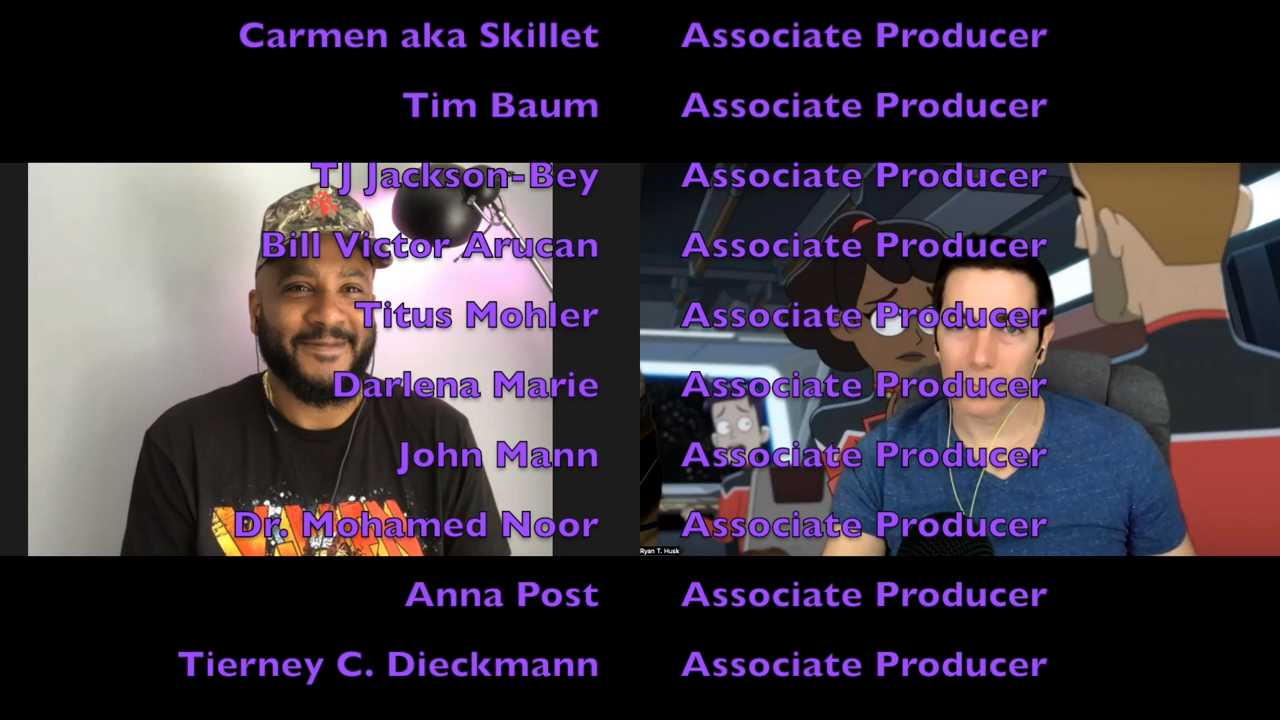 Carmen aka Skillet Associate Producer
Tim Baum Associate Producer
TJ Jackson-Bey Associate Producer
Bill Victor Arucan Associate Producer
Titus Mohler Associate Producer
Darlena Marie Associate Producer
John Mann Associate Producer
Dr. Mohamed Noor Associate Producer
Ryan T. Husk
Anna Post Associate Producer
Tierney C. Dieckmann Associate Producer